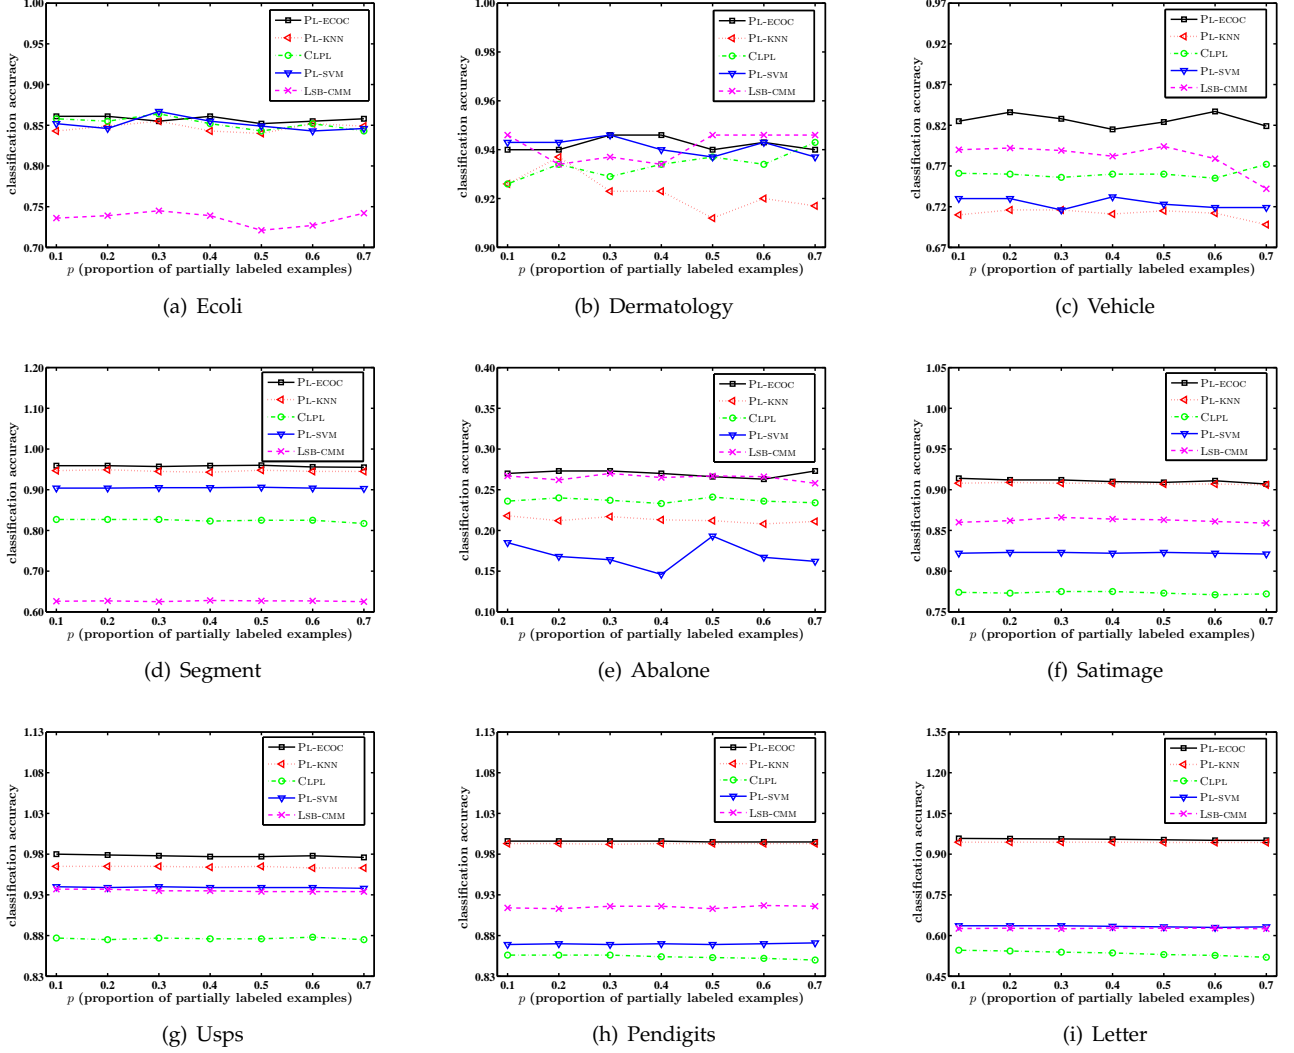 1.00
0.95
0.90
0.85
0.80
0.75
0.70
classification accuracy
PL-ECOC
PL-KNN
CLPL
PL-SVM
LSB-CMM
0.1 0.2 0.3 0.4 0.5 0.6 0.7
p (proportion of partially labeled examples)
(a) Ecoli
1.00
0.98
0.96
0.94
0.92
0.90
classification accuracy
PL-ECOC
PL-KNN
CLPL
PL-SVM
LSB-CMM
0.1 0.2 0.3 0.4 0.5 0.6 0.7
p (proportion of partially labeled examples)
(b) Dermatology
0.97
0.92
0.87
0.82
0.77
0.72
0.67
classification accuracy
PL-ECOC
PL-KNN
CLPL
PL-SVM
LSB-CMM
0.1 0.2 0.3 0.4 0.5 0.6 0.7
p (proportion of partially labeled examples)
(c) Vehicle
1.20
1.10
1.00
0.90
0.80
0.70
0.60
classification accuracy
PL-ECOC
PL-KNN
CLPL
PL-SVM
LSB-CMM
0.1 0.2 0.3 0.4 0.5 0.6 0.7
p (proportion of partially labeled examples)
(d) Segment
0.40
0.35
0.30
0.25
0.20
0.15
0.10
classification accuracy
PL-ECOC
PL-KNN
CLPL
PL-SVM
LSB-CMM
0.1 0.2 0.3 0.4 0.5 0.6 0.7
p (proportion of partially labeled examples)
(e) Abalone
1.05
1.00
0.95
0.90
0.85
0.80
0.75
classification accuracy
PL-ECOC
PL-KNN
CLPL
PL-SVM
LSB-CMM
0.1 0.2 0.3 0.4 0.5 0.6 0.7
p (proportion of partially labeled examples)
(f) Satimage
1.13
1.08
1.03
0.98
0.93
0.88
0.83
classification accuracy
PL-ECOC
PL-KNN
CLPL
PL-SVM
LSB-CMM
0.1 0.2 0.3 0.4 0.5 0.6 0.7
p (proportion of partially labeled examples)
(g) Usps
1.13
1.08
1.03
0.98
0.93
0.88
0.83
classification accuracy
PL-ECOC
PL-KNN
CLPL
PL-SVM
LSB-CMM
0.1 0.2 0.3 0.4 0.5 0.6 0.7
p (proportion of partially labeled examples)
(h) Pendigits
1.35
1.20
1.05
0.90
0.75
0.60
0.45
classification accuracy
PL-ECOC
PL-KNN
CLPL
PL-SVM
LSB-CMM
0.1 0.2 0.3 0.4 0.5 0.6 0.7
p (proportion of partially labeled examples)
(i) Letter